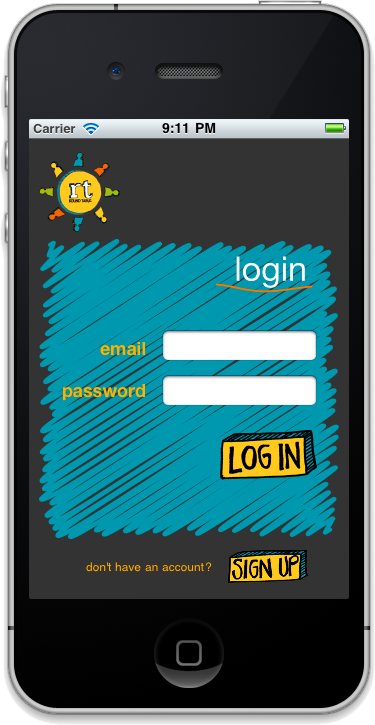 Carrier 9:11 PM
rt
ROUND TABLE
login
email
password
LOG IN
don't have an account? SIGN UP